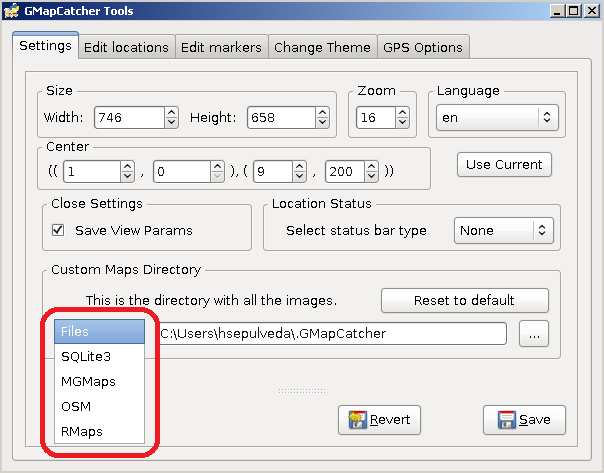 GMapCatcher Tools
Settings Edit locations Edit markers Change Theme GPS Options
Size Zoom Language
Width: 746 Height: 658 16 en
Center
(( 1 , 0 ), ( 9 , 200 )) Use Current
Close Settings Location Status
Save View Params Select status bar type None
Custom Maps Directory
This is the directory with all the images. Reset to default
Files C:\Users\hsepulveda\.GMapCatcher ...
SQLite3
MGMaps
OSM
RMaps
Revert Save